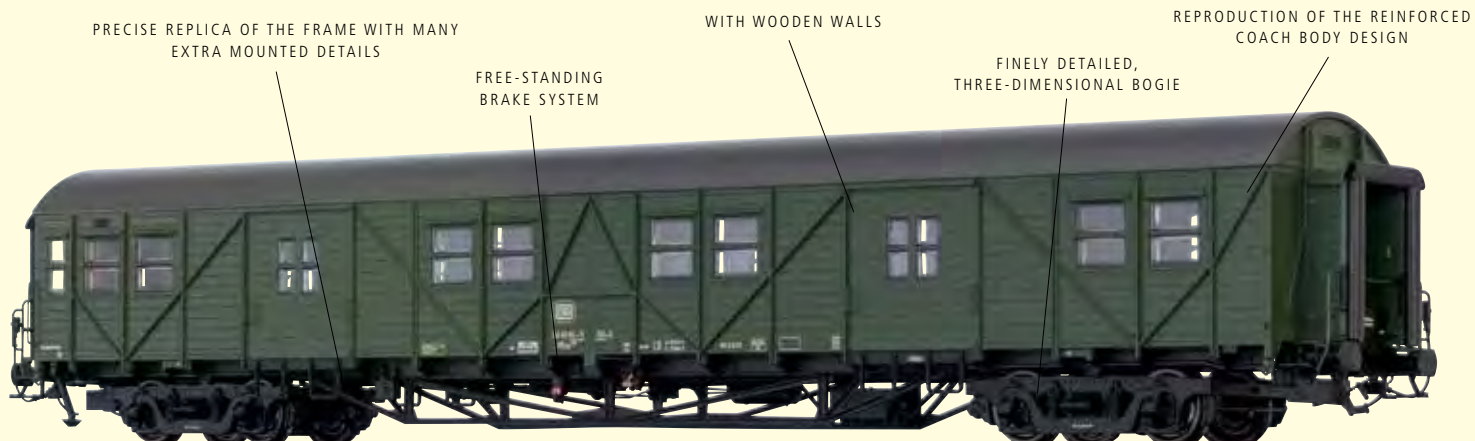 PRECISE REPLICA OF THE FRAME WITH MANY
EXTRA MOUNTED DETAILS
FREE-STANDING
BRAKE SYSTEM
WITH WOODEN WALLS
FINELY DETAILED,
THREE-DIMENSIONAL BOGIE
REPRODUCTION OF THE REINFORCED
COACH BODY DESIGN